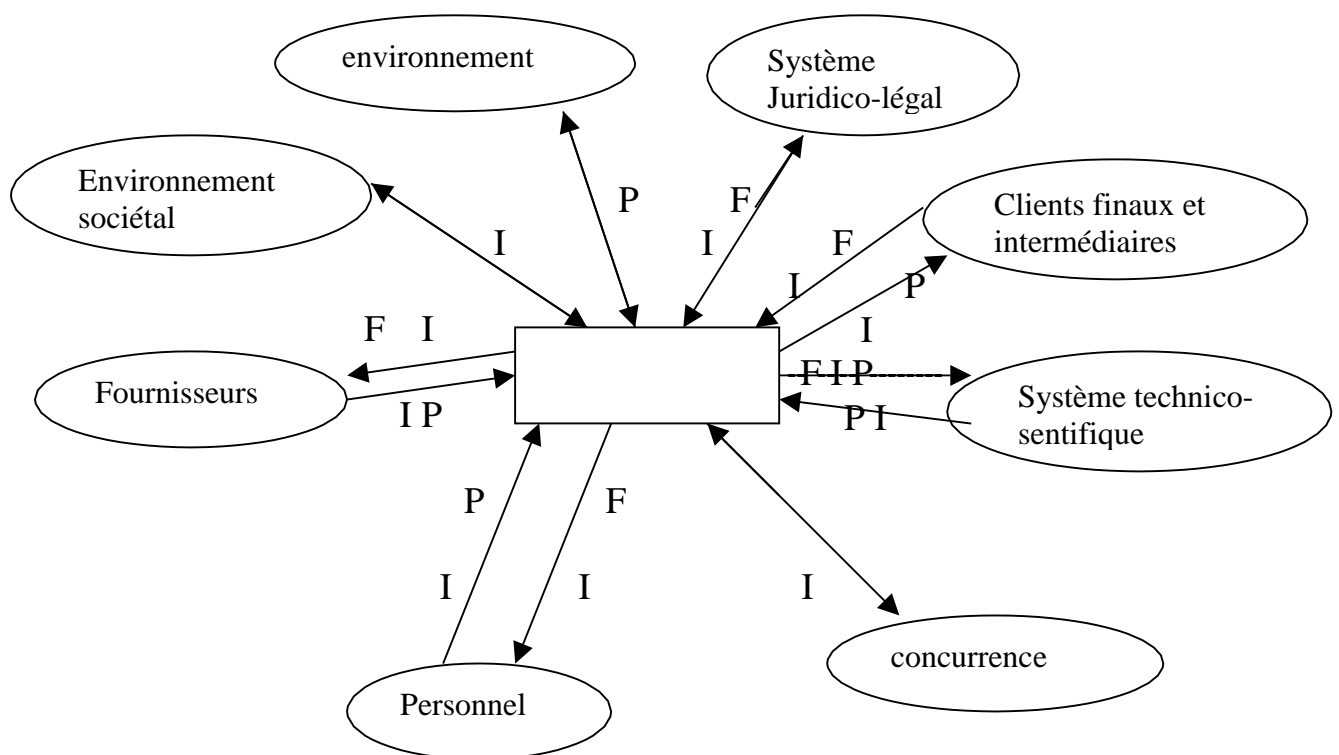 environnement
Système
Juridico-légal
Environnement
sociétal
P
F
I
I
Clients finaux et
intermédiaires
F
I
P
I
F I
Fournisseurs
I P
F I P
P I
Système technico-
sentifique
P
F
I
I
I
concurrence
Personnel